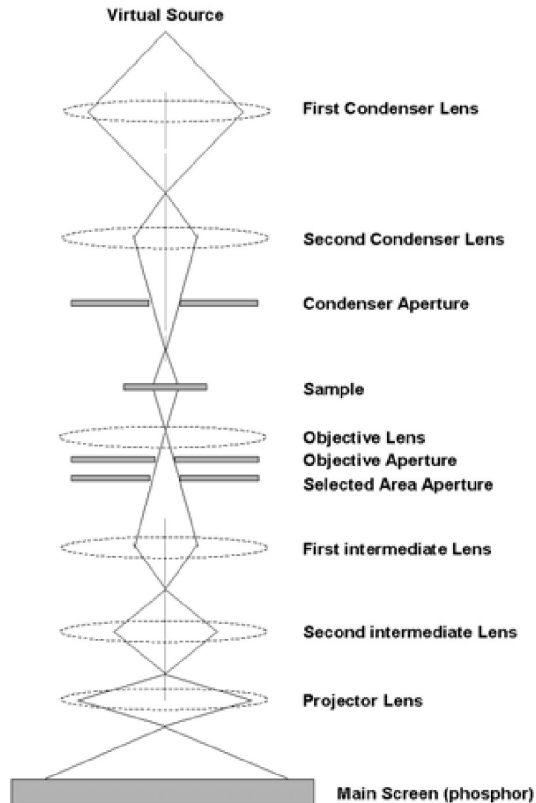 Virtual Source
First Condenser Lens
Second Condenser Lens
Condenser Aperture
Sample
Objective Lens
Objective Aperture
Selected Area Aperture
First intermediate Lens
Second intermediate Lens
Projector Lens
Main Screen (phosphor)